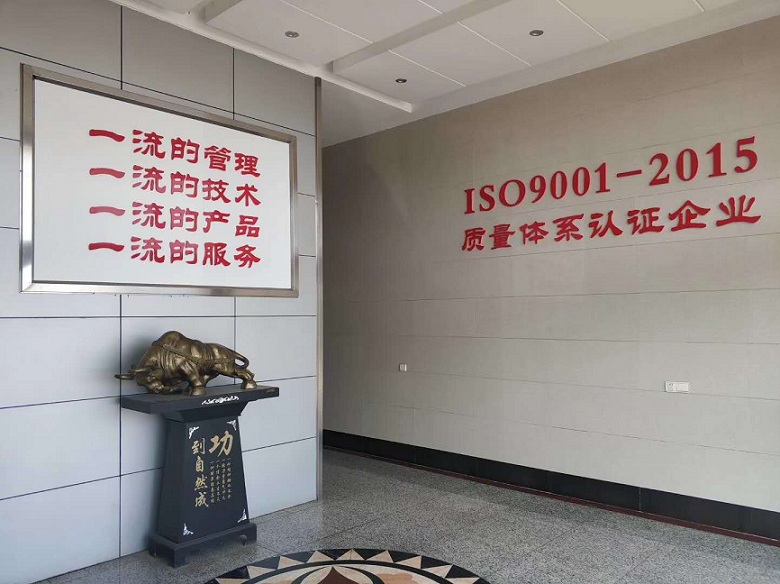 一流的管理
一流的技术
一流的产品
一流的服务
ISO9001-2015
质量体系认证企业
功
到自然成